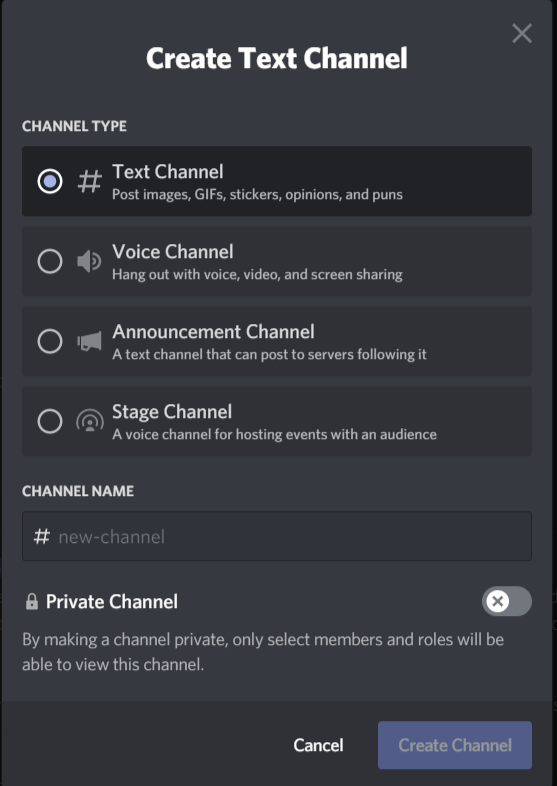 Create Text Channel
CHANNEL TYPE
# Text Channel
Post images, GIFs, stickers, opinions, and puns
Voice Channel
Hang out with voice, video, and screen sharing
Announcement Channel
A text channel that can post to servers following it
Stage Channel
A voice channel for hosting events with an audience
CHANNEL NAME
# new-channel
Private Channel
By making a channel private, only select members and roles will be
able to view this channel.
Cancel Create Channel